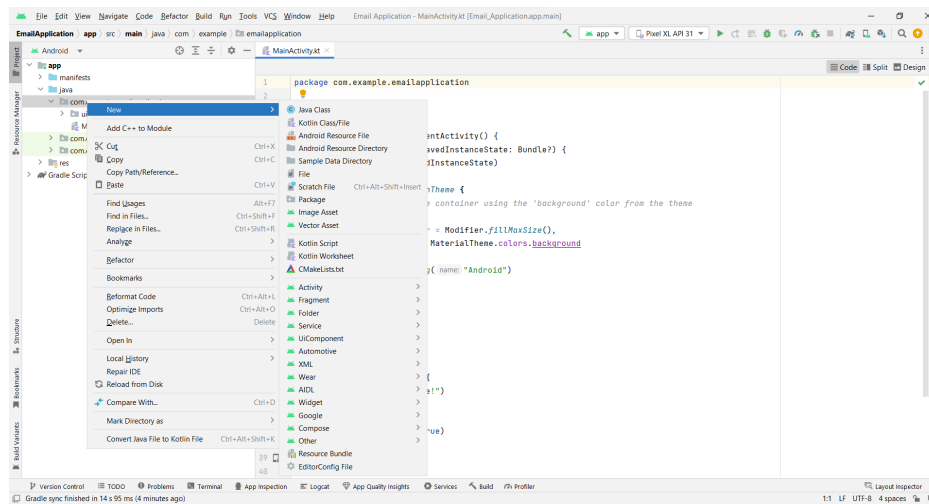 File Edit View Navigate Code Refactor Build Run Tools VCS Window Help Email Application - MainActivity.kt [Email_Application.app.main]
EmailApplication app src main java com example emailapplication app Pixel XL API 31
Android MainActivity.kt
Code Split Design
Project
Resource Manager
Structure
Bookmarks
Build Variants
app
manifests
java
com.
com.
com.
res
Gradle Scrip
1 package com.example.emailapplication
2
entActivity() {
avedInstanceState: Bundle?) {
dInstanceState)
Theme {
container using the 'background' color from the theme
= Modifier.fillMaxSize(),
MaterialTheme.colors.background
( name: "Android")
{
!")
ue)
39
48
New
Add C++ to Module
Cut Ctrl+X
Copy Ctrl+C
Copy Path/Reference...
Paste Ctrl+V
Find Usages Alt+F7
Find in Files... Ctrl+Shift+F
Replace in Files... Ctrl+Shift+R
Analyze
Refactor
Bookmarks
Reformat Code Ctrl+Alt+L
Optimize Imports Ctrl+Alt+O
Delete... Delete
Open In
Local History
Repair IDE
Reload from Disk
Compare With... Ctrl+D
Mark Directory as
Convert Java File to Kotlin File Ctrl+Alt+Shift+K
Java Class
Kotlin Class/File
Android Resource File
Android Resource Directory
Sample Data Directory
File
Scratch File Ctrl+Alt+Shift+Insert
Package
Image Asset
Vector Asset
Kotlin Script
Kotlin Worksheet
CMakeLists.txt
Activity
Fragment
Folder
Service
UiComponent
Automotive
XML
Wear
AIDL
Widget
Google
Compose
Other
Resource Bundle
EditorConfig File
Version Control TODO Problems Terminal App Inspection Logcat App Quality Insights Services Build Profiler Layout Inspector
Gradle sync finished in 14 s 95 ms (4 minutes ago) 1:1 LF UTF-8 4 spaces